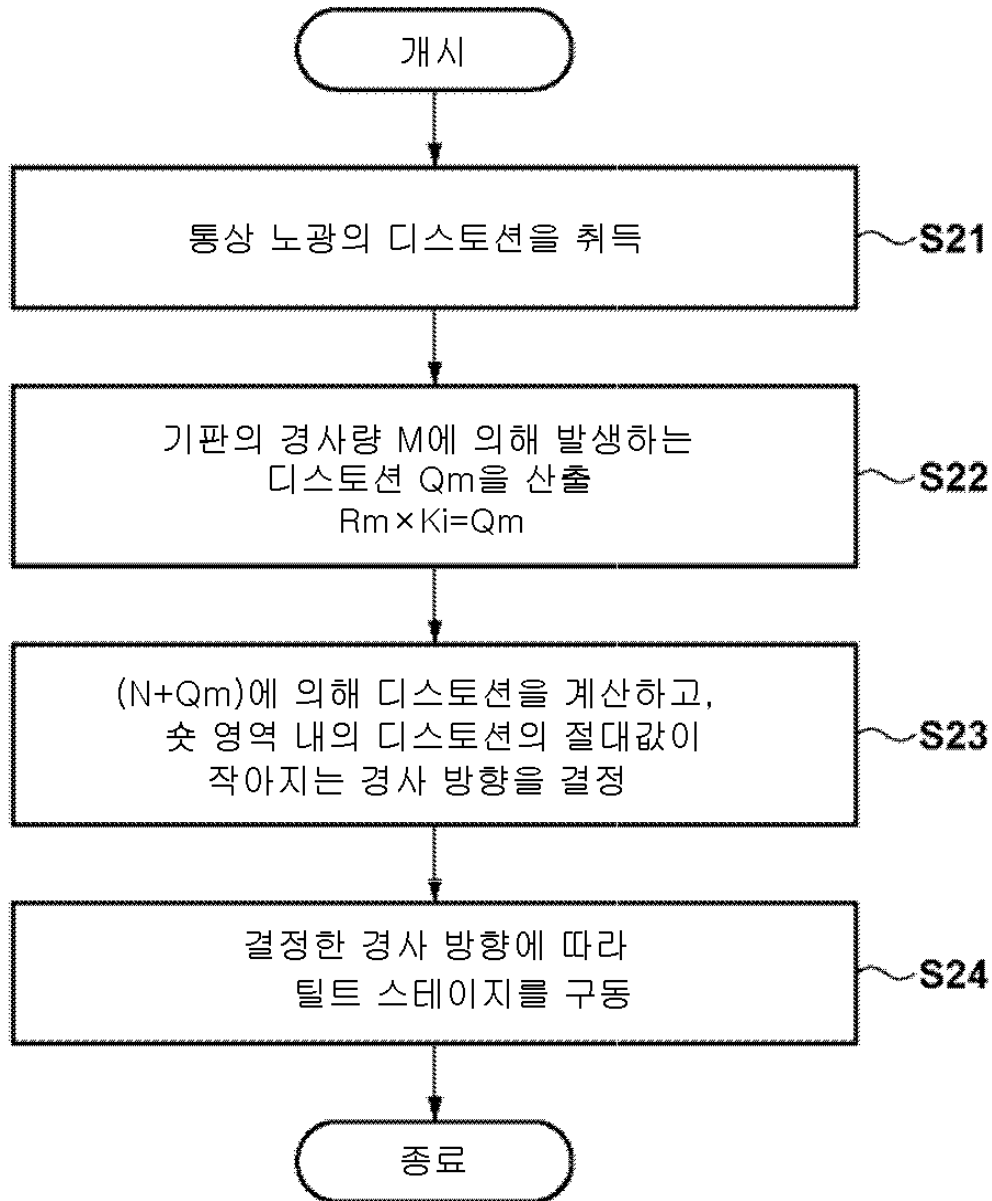 개시
통상 노광의 디스토션을 취득
S21
기판의 경사량 M에 의해 발생하는
디스토션 Qm을 산출
Rm×Ki=Qm
S22
(N+Qm)에 의해 디스토션을 계산하고,
숏 영역 내의 디스토션의 절대값이
작아지는 경사 방향을 결정
S23
결정한 경사 방향에 따라
틸트 스테이지를 구동
S24
종료